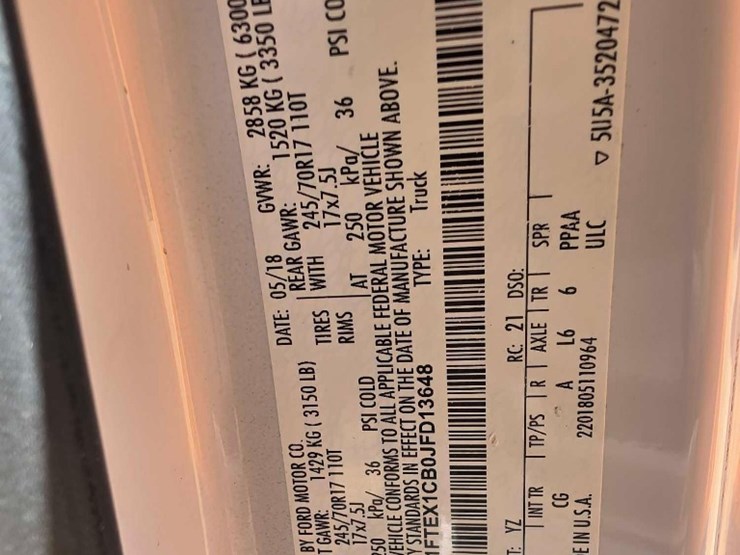 BY FORD MOTOR CO. DATE: 05/18 GVWR: 2858 KG ( 6300
T GAWR: 1429 KG ( 3150 LB) REAR GAWR: 1520 KG ( 3350 LB
245/70R17 110T TIRES WITH 245/70R17 110T
17x7.5J RIMS 17x7.5J
250 kPa/ 36 PSI COLD AT 250 kPa/ 36 PSI CO
VEHICLE CONFORMS TO ALL APPLICABLE FEDERAL MOTOR VEHICLE
Y STANDARDS IN EFFECT ON THE DATE OF MANUFACTURE SHOWN ABOVE.
1FTEX1CB0JFD13648 TYPE: Truck
T: YZ RC: 21 DSO:
INT TR TP/PS R AXLE TR SPR
CG A L6 6 PPAA
E IN U.S.A. 2201805110964 ULC ▽ 5U5A-3520472